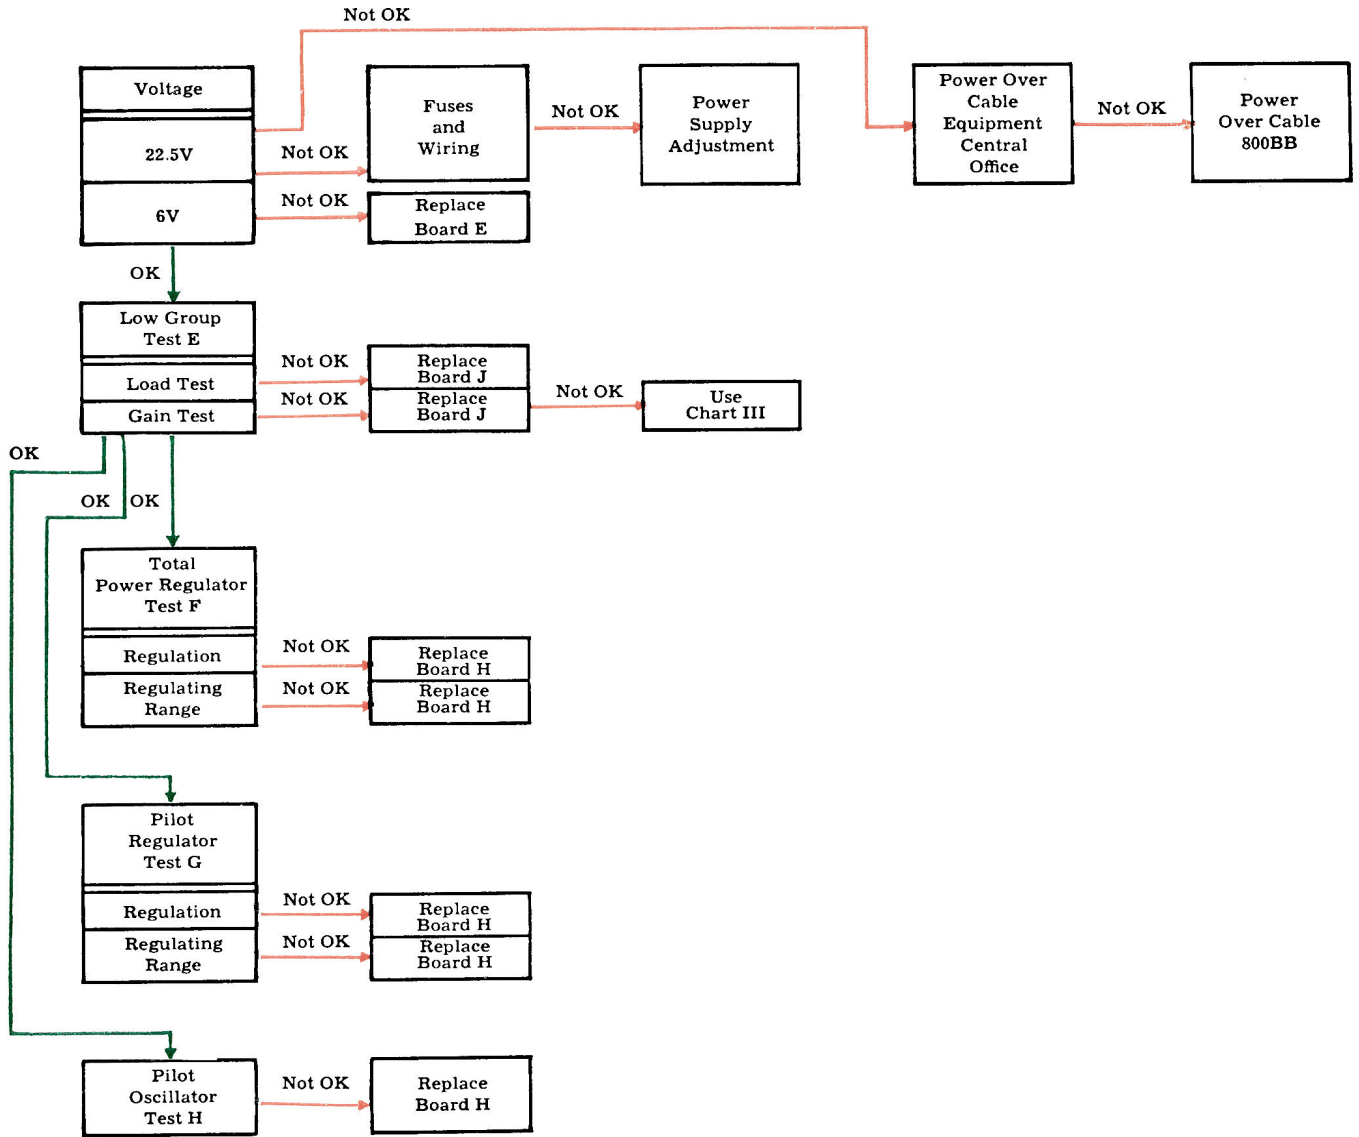 Not OK
Voltage
22.5V
6V
Not OK
Not OK
Fuses
and
Wiring
Replace
Board E
Not OK
Power
Supply
Adjustment
Power Over
Cable
Equipment
Central
Office
Not OK
Power
Over Cable
800BB
OK
Low Group
Test E
Load Test
Gain Test
Not OK
Not OK
Replace
Board J
Replace
Board J
Not OK
Use
Chart III
OK
OK
OK
Total
Power Regulator
Test F
Regulation
Regulating
Range
Not OK
Not OK
Replace
Board H
Replace
Board H
Pilot
Regulator
Test G
Regulation
Regulating
Range
Not OK
Not OK
Replace
Board H
Replace
Board H
Pilot
Oscillator
Test H
Not OK
Replace
Board H